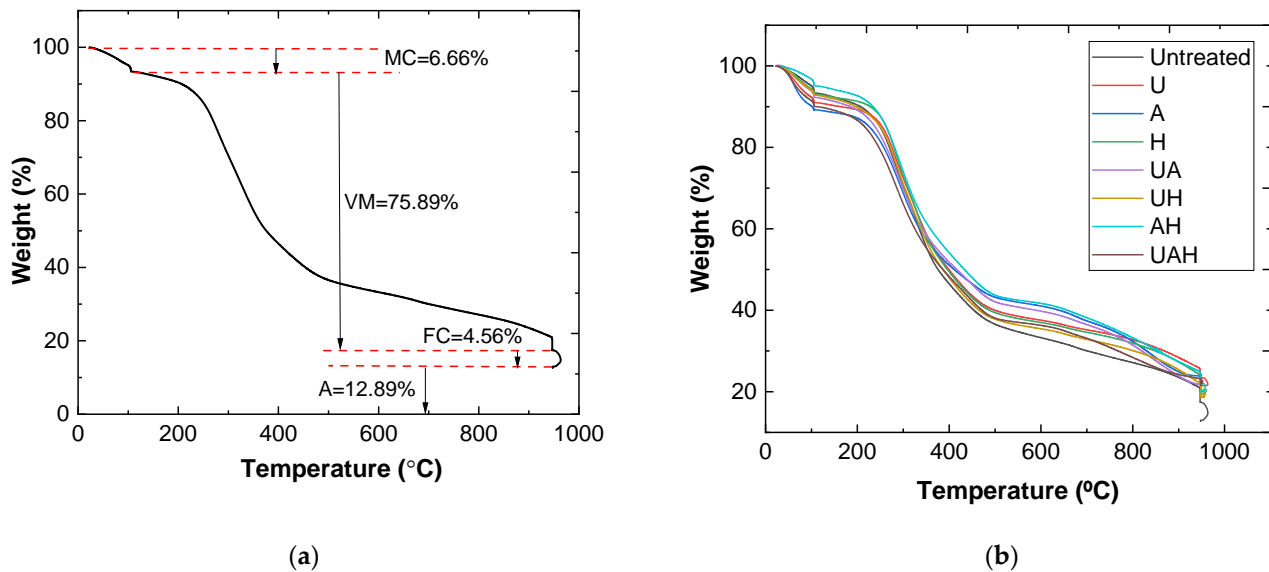 100
80
60
40
20
0
0 200 400 600 800 1000
Weight (%)
Temperature (°C)
MC=6.66%
VM=75.89%
FC=4.56%
A=12.89%
(a)
100
80
60
40
20
0 200 400 600 800 1000
Weight (%)
Temperature (ºC)
Untreated
U
A
H
UA
UH
AH
UAH
(b)